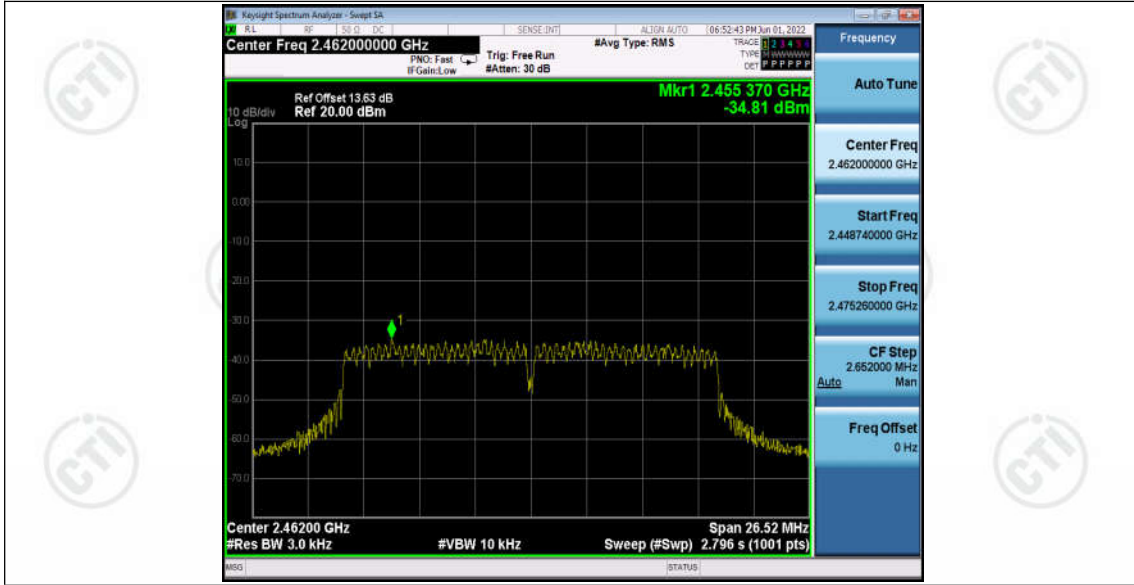 Keysight Spectrum Analyzer - Swept SA
RL RF 50 Ω DC SENSE:INT ALIGN AUTO 06:52:43 PM Jun 01, 2022
Center Freq 2.462000000 GHz
PNO: Fast
IFGain:Low
Trig: Free Run
#Atten: 30 dB
#Avg Type: RMS
TRACE 1 2 3 4 5 6
TYPE M WWWWW
DET P P P P P P
Frequency
Mkr1 2.455 370 GHz
-34.81 dBm
Ref Offset 13.63 dB
10 dB/div Ref 20.00 dBm
Log
10.0
0.00
-10.0
-20.0
-30.0
-40.0
-50.0
-60.0
-70.0
1
Center 2.46200 GHz Span 26.52 MHz
#Res BW 3.0 kHz #VBW 10 kHz Sweep (#Swp) 2.796 s (1001 pts)
MSG STATUS
Auto Tune
Center Freq
2.462000000 GHz
Start Freq
2.448740000 GHz
Stop Freq
2.475260000 GHz
CF Step
2.652000 MHz
Auto Man
Freq Offset
0 Hz
CTI
CTI
CTI
CTI